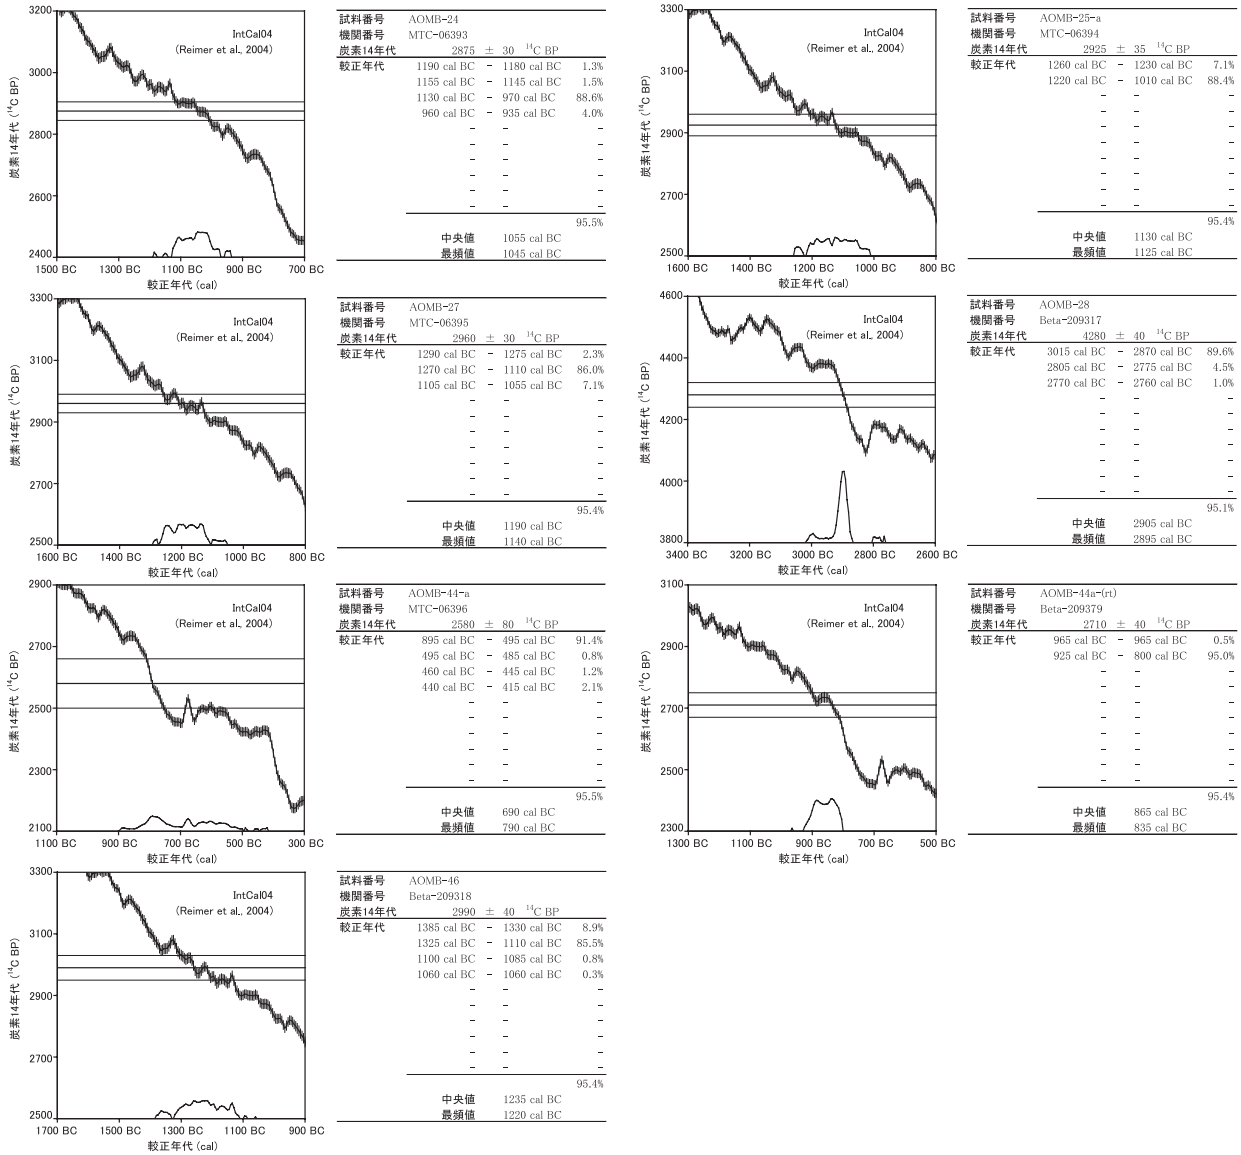 3200
3000
2800
2600
2400
炭素14年代 (14C BP)
IntCal04
(Reimer et al., 2004)
1500 BC 1300 BC 1100 BC 900 BC 700 BC
較正年代 (cal)
試料番号 AOMB-24
機関番号 MTC-06393
炭素14年代 2875 ± 30 14C BP
較正年代 1190 cal BC - 1180 cal BC 1.3%
1155 cal BC - 1145 cal BC 1.5%
1130 cal BC - 970 cal BC 88.6%
960 cal BC - 935 cal BC 4.0%
- - -
- - -
- - -
- - -
- - -
- - -
95.5%
中央値 1055 cal BC
最頻値 1045 cal BC
3300
3100
2900
2700
2500
炭素14年代 (14C BP)
IntCal04
(Reimer et al., 2004)
1600 BC 1400 BC 1200 BC 1000 BC 800 BC
較正年代 (cal)
試料番号 AOMB-25-a
機関番号 MTC-06394
炭素14年代 2925 ± 35 14C BP
較正年代 1260 cal BC - 1230 cal BC 7.1%
1220 cal BC - 1010 cal BC 88.4%
- - -
- - -
- - -
- - -
- - -
- - -
- - -
- - -
95.4%
中央値 1130 cal BC
最頻値 1125 cal BC
3300
3100
2900
2700
2500
炭素14年代 (14C BP)
IntCal04
(Reimer et al., 2004)
1600 BC 1400 BC 1200 BC 1000 BC 800 BC
較正年代 (cal)
試料番号 AOMB-27
機関番号 MTC-06395
炭素14年代 2960 ± 30 14C BP
較正年代 1290 cal BC - 1275 cal BC 2.3%
1270 cal BC - 1110 cal BC 86.0%
1105 cal BC - 1055 cal BC 7.1%
- - -
- - -
- - -
- - -
- - -
- - -
- - -
95.4%
中央値 1190 cal BC
最頻値 1140 cal BC
4600
4400
4200
4000
3800
炭素14年代 (14C BP)
IntCal04
(Reimer et al., 2004)
3400 BC 3200 BC 3000 BC 2800 BC 2600 BC
較正年代 (cal)
試料番号 AOMB-28
機関番号 Beta-209317
炭素14年代 4280 ± 40 14C BP
較正年代 3015 cal BC - 2870 cal BC 89.6%
2805 cal BC - 2775 cal BC 4.5%
2770 cal BC - 2760 cal BC 1.0%
- - -
- - -
- - -
- - -
- - -
- - -
- - -
95.1%
中央値 2905 cal BC
最頻値 2895 cal BC
2900
2700
2500
2300
2100
炭素14年代 (14C BP)
IntCal04
(Reimer et al., 2004)
1100 BC 900 BC 700 BC 500 BC 300 BC
較正年代 (cal)
試料番号 AOMB-44-a
機関番号 MTC-06396
炭素14年代 2580 ± 80 14C BP
較正年代 895 cal BC - 495 cal BC 91.4%
495 cal BC - 485 cal BC 0.8%
460 cal BC - 445 cal BC 1.2%
440 cal BC - 415 cal BC 2.1%
- - -
- - -
- - -
- - -
- - -
- - -
95.5%
中央値 690 cal BC
最頻値 790 cal BC
3100
2900
2700
2500
2300
炭素14年代 (14C BP)
IntCal04
(Reimer et al., 2004)
1300 BC 1100 BC 900 BC 700 BC 500 BC
較正年代 (cal)
試料番号 AOMB-44a-(rt)
機関番号 Beta-209379
炭素14年代 2710 ± 40 14C BP
較正年代 965 cal BC - 965 cal BC 0.5%
925 cal BC - 800 cal BC 95.0%
- - -
- - -
- - -
- - -
- - -
- - -
- - -
- - -
95.4%
中央値 865 cal BC
最頻値 835 cal BC
3300
3100
2900
2700
2500
炭素14年代 (14C BP)
IntCal04
(Reimer et al., 2004)
1700 BC 1500 BC 1300 BC 1100 BC 900 BC
較正年代 (cal)
試料番号 AOMB-46
機関番号 Beta-209318
炭素14年代 2990 ± 40 14C BP
較正年代 1385 cal BC - 1330 cal BC 8.9%
1325 cal BC - 1110 cal BC 85.5%
1100 cal BC - 1085 cal BC 0.8%
1060 cal BC - 1060 cal BC 0.3%
- - -
- - -
- - -
- - -
- - -
- - -
95.4%
中央値 1235 cal BC
最頻値 1220 cal BC